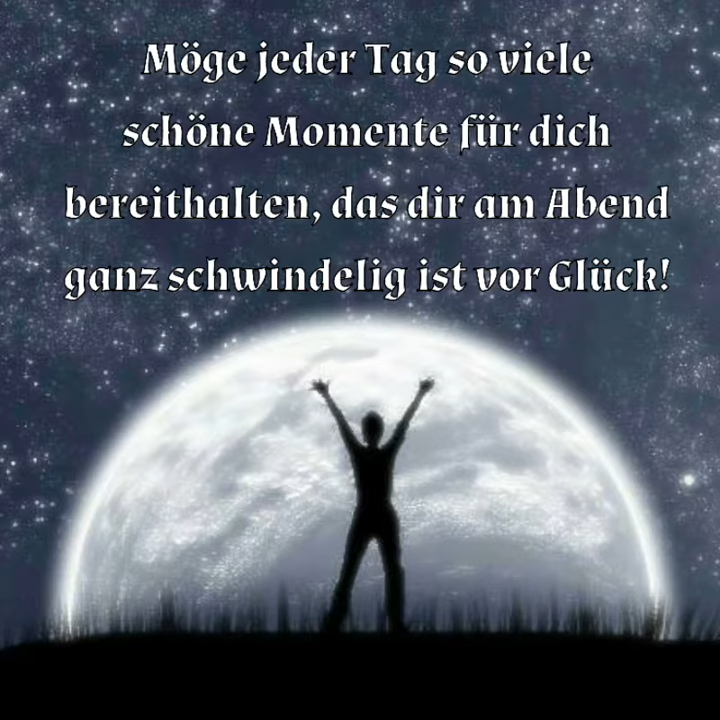 Möge jeder Tag so viele
schöne Momente für dich
bereithalten, das dir am Abend
ganz schwindelig ist vor Glück!